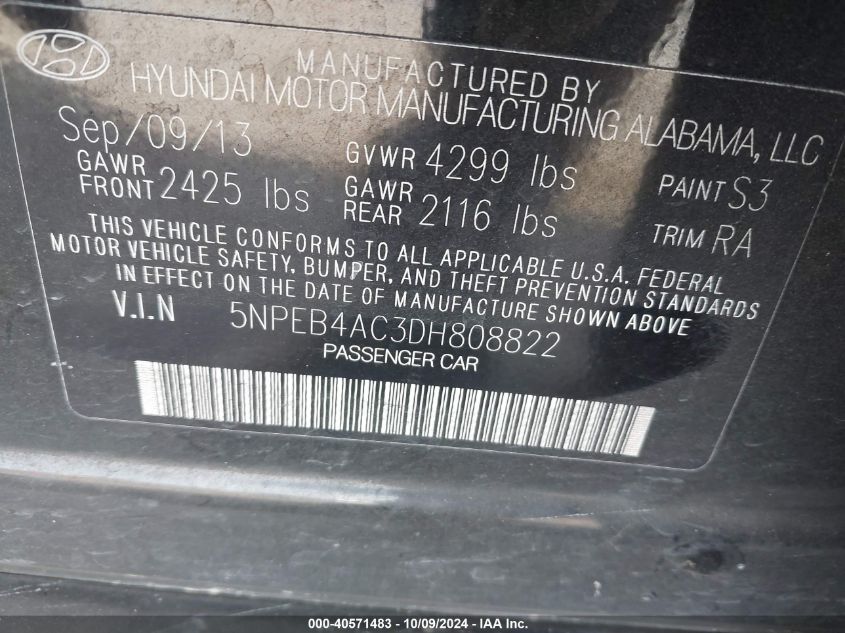 MANUFACTURED BY
HYUNDAI MOTOR MANUFACTURING ALABAMA, LLC
Sep/09/13 GVWR 4299 lbs PAINT S3
GAWR FRONT 2425 lbs GAWR REAR 2116 lbs TRIM RA
THIS VEHICLE CONFORMS TO ALL APPLICABLE U.S.A. FEDERAL
MOTOR VEHICLE SAFETY, BUMPER, AND THEFT PREVENTION STANDARDS
IN EFFECT ON THE DATE OF MANUFACTURE SHOWN ABOVE
V.I.N 5NPEB4AC3DH808822
PASSENGER CAR
000-40571483 - 10/09/2024 - IAA Inc.